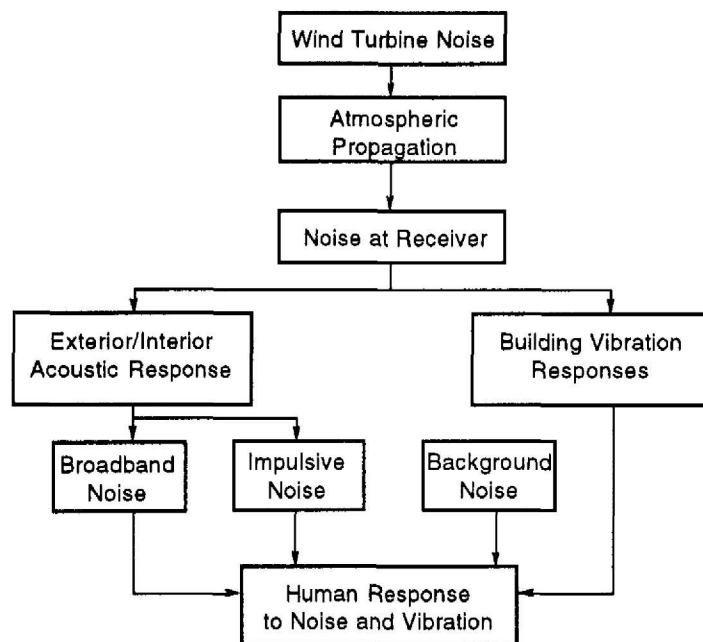 Wind Turbine Noise
Atmospheric
Propagation
Noise at Receiver
Exterior/Interior
Acoustic Response
Building Vibration
Responses
Broadband
Noise
Impulsive
Noise
Background
Noise
Human Response
to Noise and Vibration